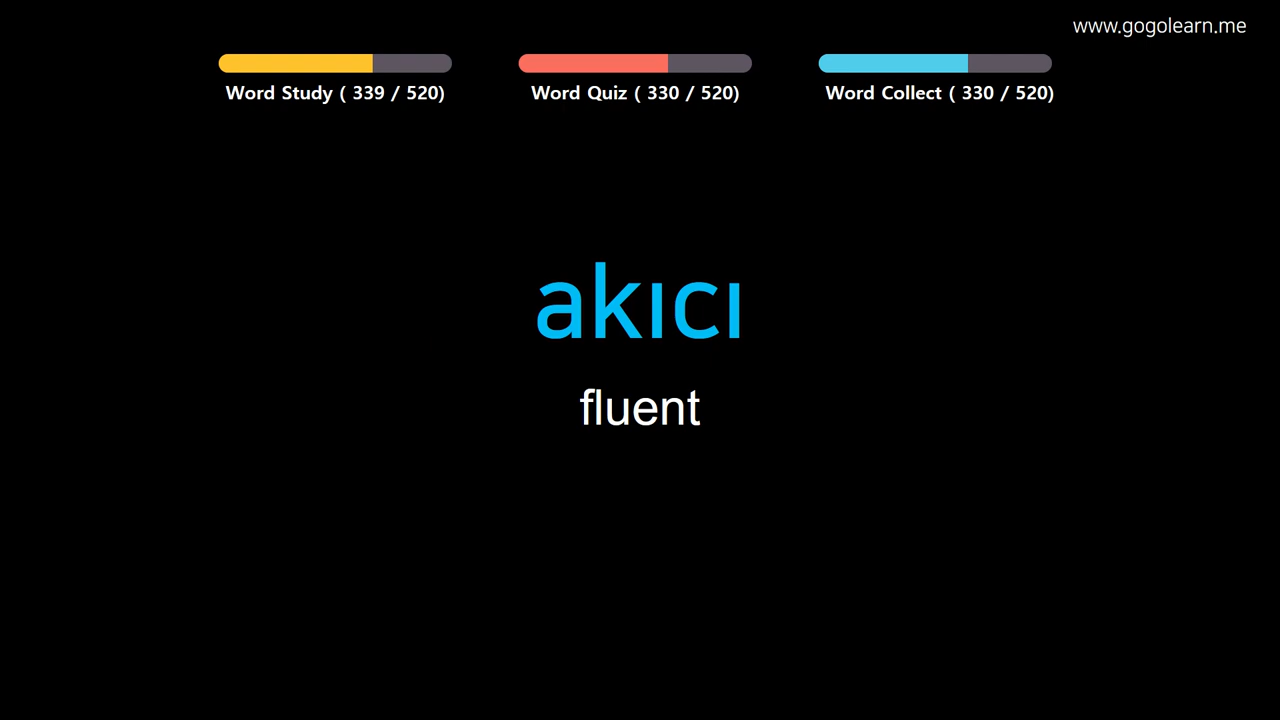 www.gogolearn.me
Word Study ( 339 / 520)
Word Quiz ( 330 / 520)
Word Collect ( 330 / 520)
akıcı
fluent